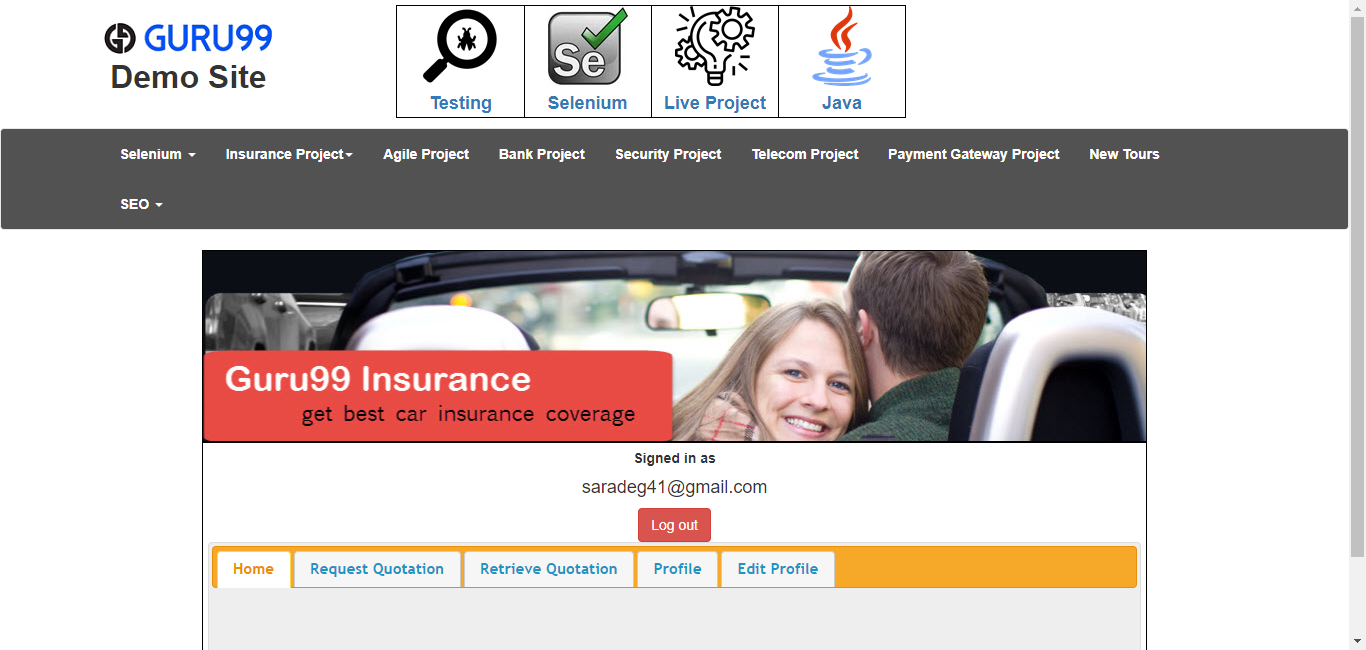 GURU99
Demo Site
Se
Testing Selenium Live Project Java
Selenium Insurance Project Agile Project Bank Project Security Project Telecom Project Payment Gateway Project New Tours
SEO
Guru99 Insurance
get best car insurance coverage
Signed in as
saradeg41@gmail.com
Log out
Home Request Quotation Retrieve Quotation Profile Edit Profile